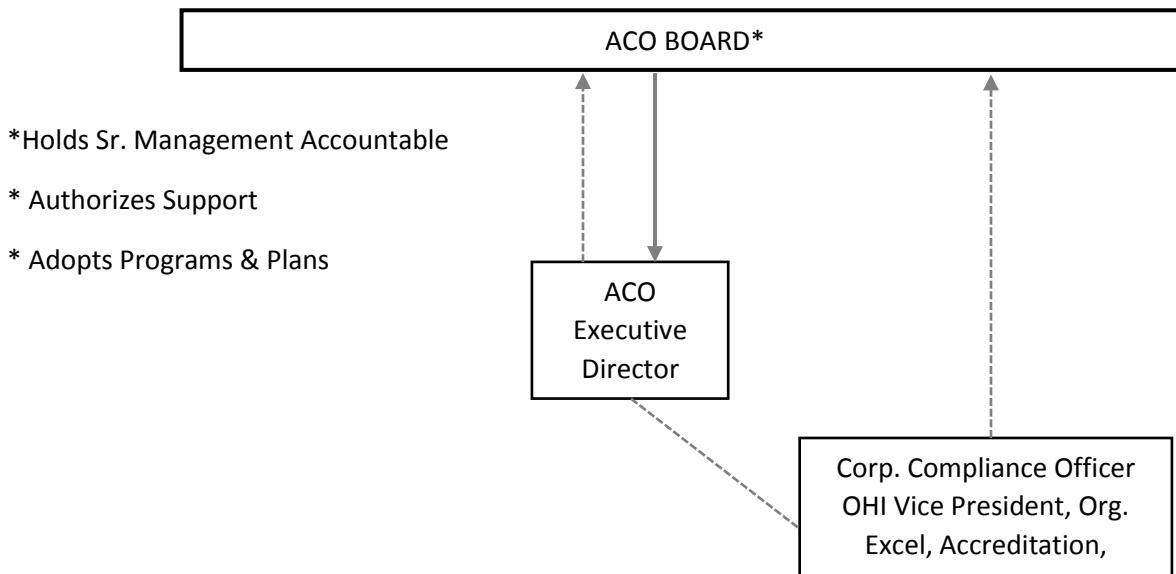 ACO BOARD*
*Holds Sr. Management Accountable
* Authorizes Support
* Adopts Programs & Plans
ACO
Executive
Director
Corp. Compliance Officer
OHI Vice President, Org.
Excel, Accreditation,